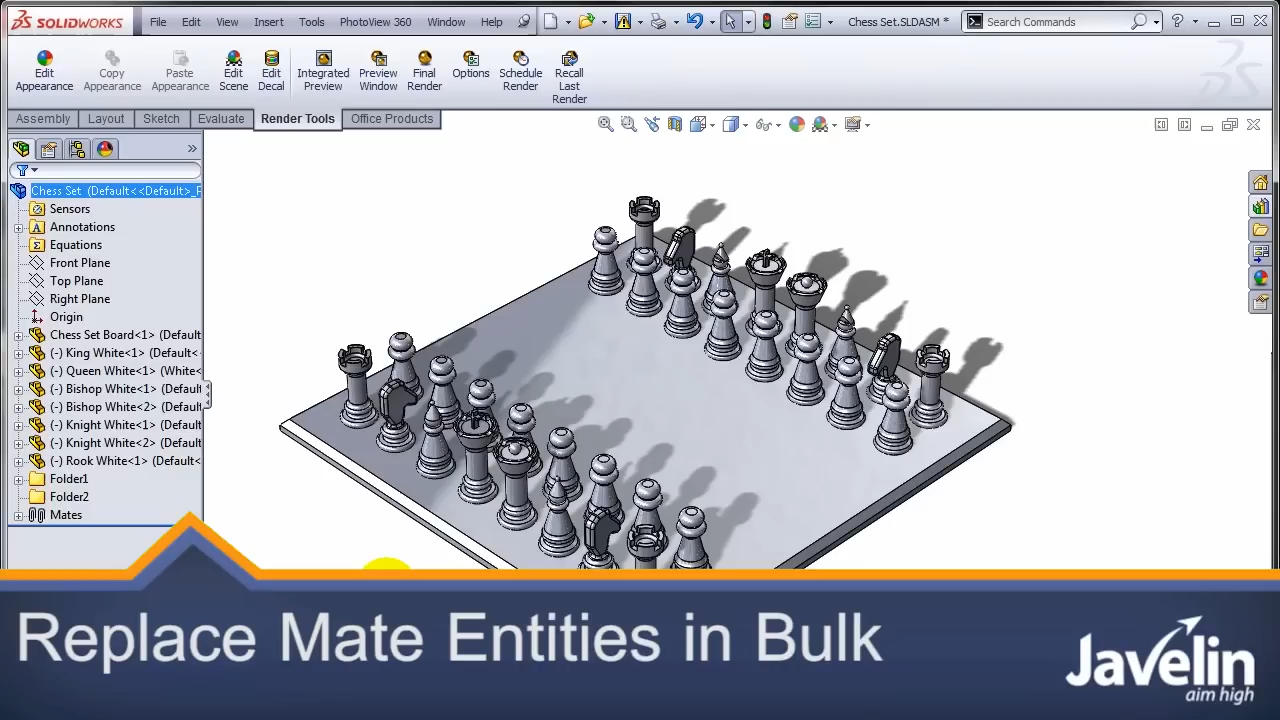 SOLIDWORKS File Edit View Insert Tools PhotoView 360 Window Help Chess Set.SLDASM * Search Commands
Edit Appearance
Copy Appearance
Paste Appearance
Edit Scene
Edit Decal
Integrated Preview
Preview Window
Final Render
Options
Schedule Render
Recall Last Render
Assembly Layout Sketch Evaluate Render Tools Office Products
Chess Set (Default<<Default>_F
Sensors
Annotations
Equations
Front Plane
Top Plane
Right Plane
Origin
Chess Set Board<1> (Default
(-) King White<1> (Default<
(-) Queen White<1> (White<
(-) Bishop White<1> (Default
(-) Bishop White<2> (Default
(-) Knight White<1> (Default
(-) Knight White<2> (Default
(-) Rook White<1> (Default<
Folder1
Folder2
Mates
Replace Mate Entities in Bulk
Javelin
aim high